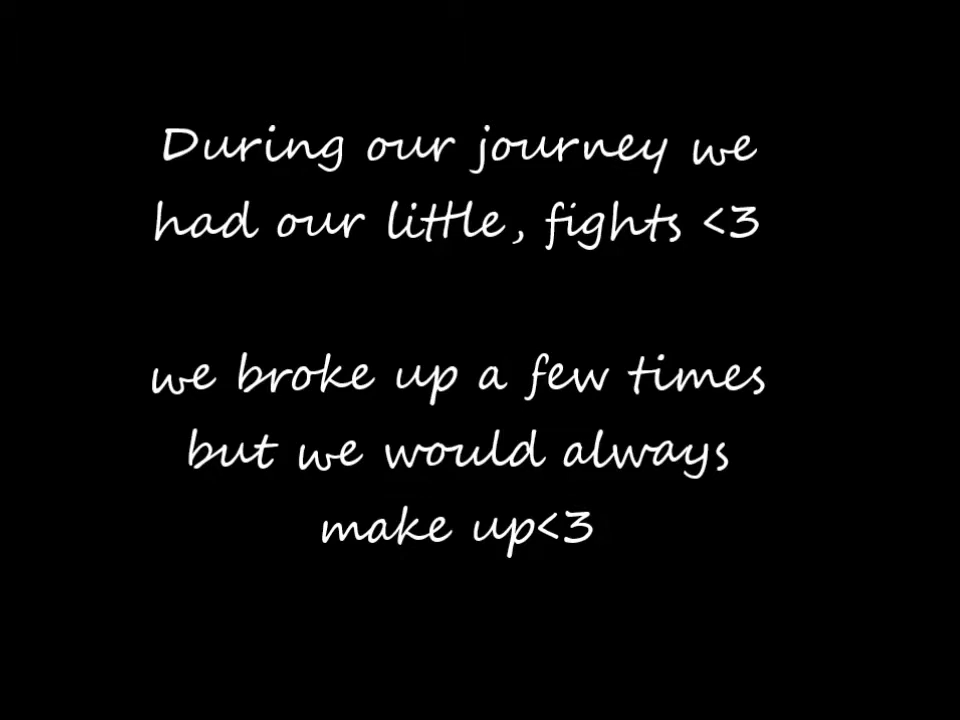 During our journey we
had our little, fights <3
we broke up a few times
but we would always
make up<3